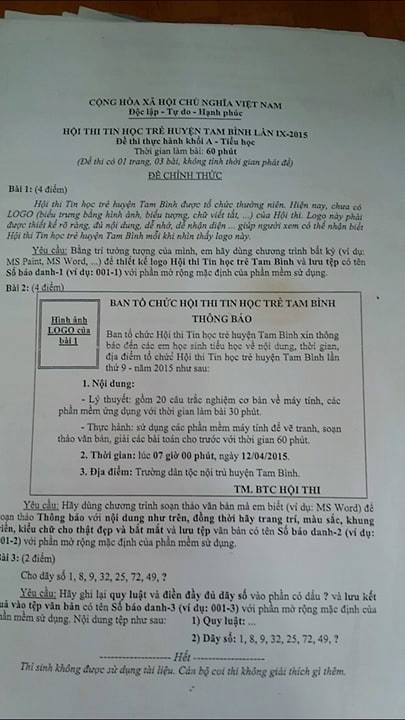 CỘNG HÒA XÃ HỘI CHỦ NGHĨA VIỆT NAM
Độc lập - Tự do - Hạnh phúc
HỘI THI TIN HỌC TRẺ HUYỆN TAM BÌNH LẦN IX-2015
Đề thi thực hành khối A - Tiểu học
Thời gian làm bài: 60 phút
(Đề thi có 01 trang, 03 bài, không tính thời gian phát đề)
ĐỀ CHÍNH THỨC
Bài 1: (4 điểm)
Hội thi Tin học trẻ huyện Tam Bình được tổ chức thường niên. Hiện nay, chưa có
LOGO (biểu trưng bằng hình ảnh, biểu tượng, chữ viết tắt, ...) của Hội thi. Logo này phải
được thiết kế rõ ràng, đủ nội dung, dễ nhớ, dễ nhận diện ... giúp người xem có thể nhận biết
Hội thi Tin học trẻ huyện Tam Bình mỗi khi nhìn thấy logo này.
Yêu cầu: Bằng trí tưởng tượng của mình, em hãy dùng chương trình bất kỳ (ví dụ:
MS Paint, MS Word, ...) để thiết kế logo Hội thi Tin học trẻ Tam Bình và lưu tệp có tên
Số báo danh-1 (ví dụ: 001-1) với phần mở rộng mặc định của phần mềm sử dụng.
Bài 2: (4 điểm)
Hình ảnh
LOGO của
bài 1
BAN TỔ CHỨC HỘI THI TIN HỌC TRẺ TAM BÌNH
THÔNG BÁO
Ban tổ chức Hội thi Tin học trẻ huyện Tam Bình xin thông
báo đến các em học sinh tiểu học về nội dung, thời gian,
địa điểm tổ chức Hội thi Tin học trẻ huyện Tam Bình lần
thứ 9 - năm 2015 như sau:
1. Nội dung:
- Lý thuyết: gồm 20 câu trắc nghiệm cơ bản về máy tính, các
phần mềm ứng dụng với thời gian làm bài 30 phút.
- Thực hành: sử dụng các phần mềm máy tính để vẽ tranh, soạn
thảo văn bản, giải các bài toán cho trước với thời gian 60 phút.
2. Thời gian: lúc 07 giờ 00 phút, ngày 12/04/2015.
3. Địa điểm: Trường dân tộc nội trú huyện Tam Bình.
TM. BTC HỘI THI
Yêu cầu: Hãy dùng chương trình soạn thảo văn bản mà em biết (ví dụ: MS Word) để
soạn thảo Thông báo với nội dung như trên, đồng thời hãy trang trí, màu sắc, khung
viền, kiểu chữ cho thật đẹp và bắt mắt và lưu tệp văn bản có tên Số báo danh-2 (ví dụ:
01-2) với phần mở rộng mặc định của phần mềm sử dụng.
Bài 3: (2 điểm)
Cho dãy số 1, 8, 9, 32, 25, 72, 49, ?
Yêu cầu: Hãy ghi lại quy luật và điền đầy đủ dãy số vào phần có dấu ? và lưu kết
quả vào tệp văn bản có tên Số báo danh-3 (ví dụ: 001-3) với phần mở rộng mặc định của
phần mềm sử dụng. Nội dung tệp như sau: 1) Quy luật: ...
2) Dãy số: 1, 8, 9, 32, 25, 72, 49, ?
Hết
Thí sinh không được sử dụng tài liệu. Cán bộ coi thi không giải thích gì thêm.